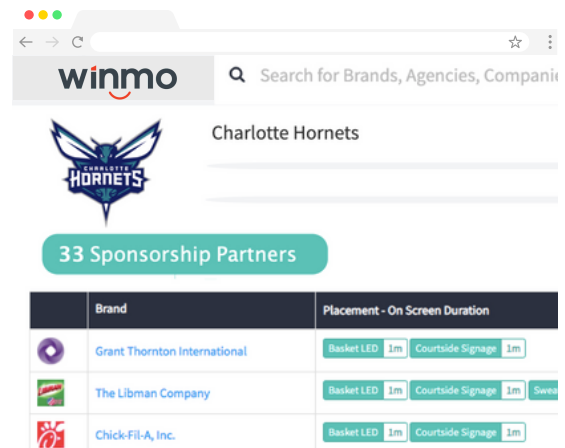 winmo
Search for Brands, Agencies, Companie
CHARLOTTE
HORNETS
Charlotte Hornets
33 Sponsorship Partners
Brand
Placement - On Screen Duration
Grant Thornton International
Basket LED 1m Courtside Signage 1m
Libman
The Libman Company
Basket LED 1m Courtside Signage 1m Swea
Chick-Fil-A, Inc.
Basket LED 1m Courtside Signage 1m